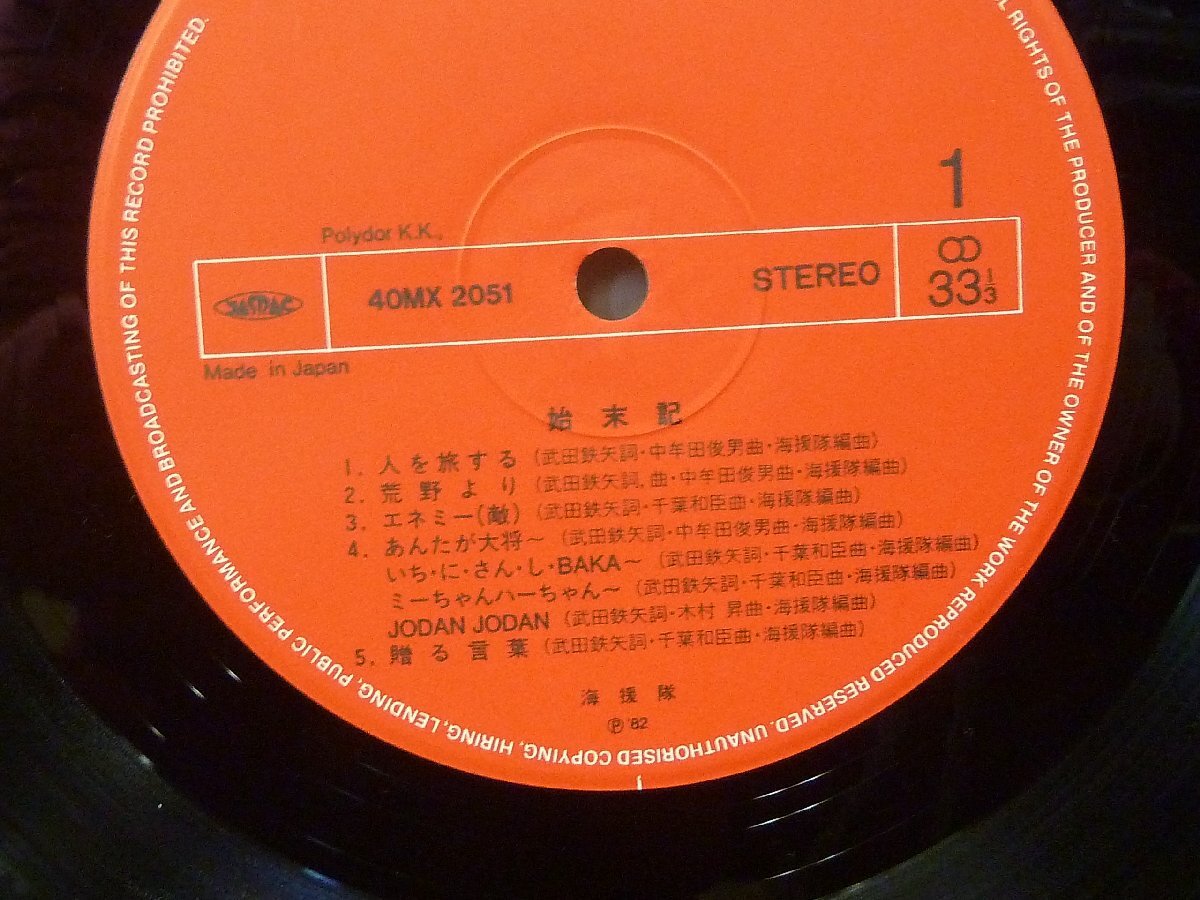 1
Polydor K.K.,
JASRAC
40MX 2051
STEREO
33 1/3
Made in Japan
始末記
1. 人を旅する (武田鉄矢詞・中牟田俊男曲・海援隊編曲)
2. 荒野より (武田鉄矢詞.曲・中牟田俊男曲・海援隊編曲)
3. エネミー(敵) (武田鉄矢詞・千葉和臣曲・海援隊編曲)
4. あんたが大将～ (武田鉄矢詞・中牟田俊男曲・海援隊編曲)
いち・に・さん・し・BAKA～ (武田鉄矢詞・千葉和臣曲・海援隊編曲)
ミーちゃんハーちゃん～ (武田鉄矢詞・千葉和臣曲・海援隊編曲)
JODAN JODAN (武田鉄矢詞・木村 昇曲・海援隊編曲)
5. 贈る言葉 (武田鉄矢詞・千葉和臣曲・海援隊編曲)
海援隊
℗'82
RIGHTS OF THE PRODUCER AND OF THE OWNER OF THE WORK REPRODUCED RESERVED. UNAUTHORISED COPYING, HIRING, LENDING, PUBLIC PERFORMANCE AND BROADCASTING OF THIS RECORD PROHIBITED.